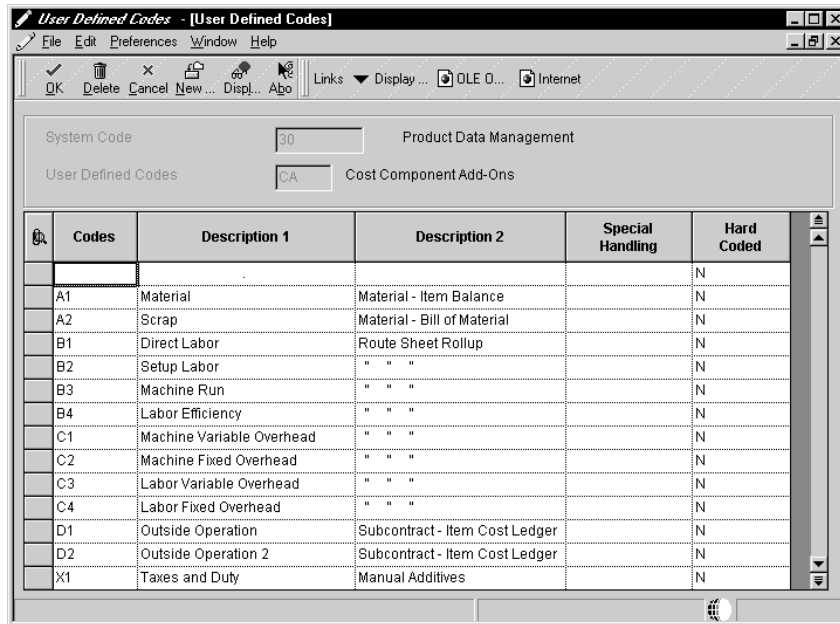 User Defined Codes - [User Defined Codes]
File Edit Preferences Window Help
OK Delete Cancel New ... Displ... Abo Links Display ... OLE O... Internet
System Code 30 Product Data Management
User Defined Codes CA Cost Component Add-Ons
Codes Description 1 Description 2 Special Handling Hard Coded
. N
A1 Material Material - Item Balance N
A2 Scrap Material - Bill of Material N
B1 Direct Labor Route Sheet Rollup N
B2 Setup Labor " " " N
B3 Machine Run " " " N
B4 Labor Efficiency " " " N
C1 Machine Variable Overhead " " " N
C2 Machine Fixed Overhead " " " N
C3 Labor Variable Overhead " " " N
C4 Labor Fixed Overhead " " " N
D1 Outside Operation Subcontract - Item Cost Ledger N
D2 Outside Operation 2 Subcontract - Item Cost Ledger N
X1 Taxes and Duty Manual Additives N